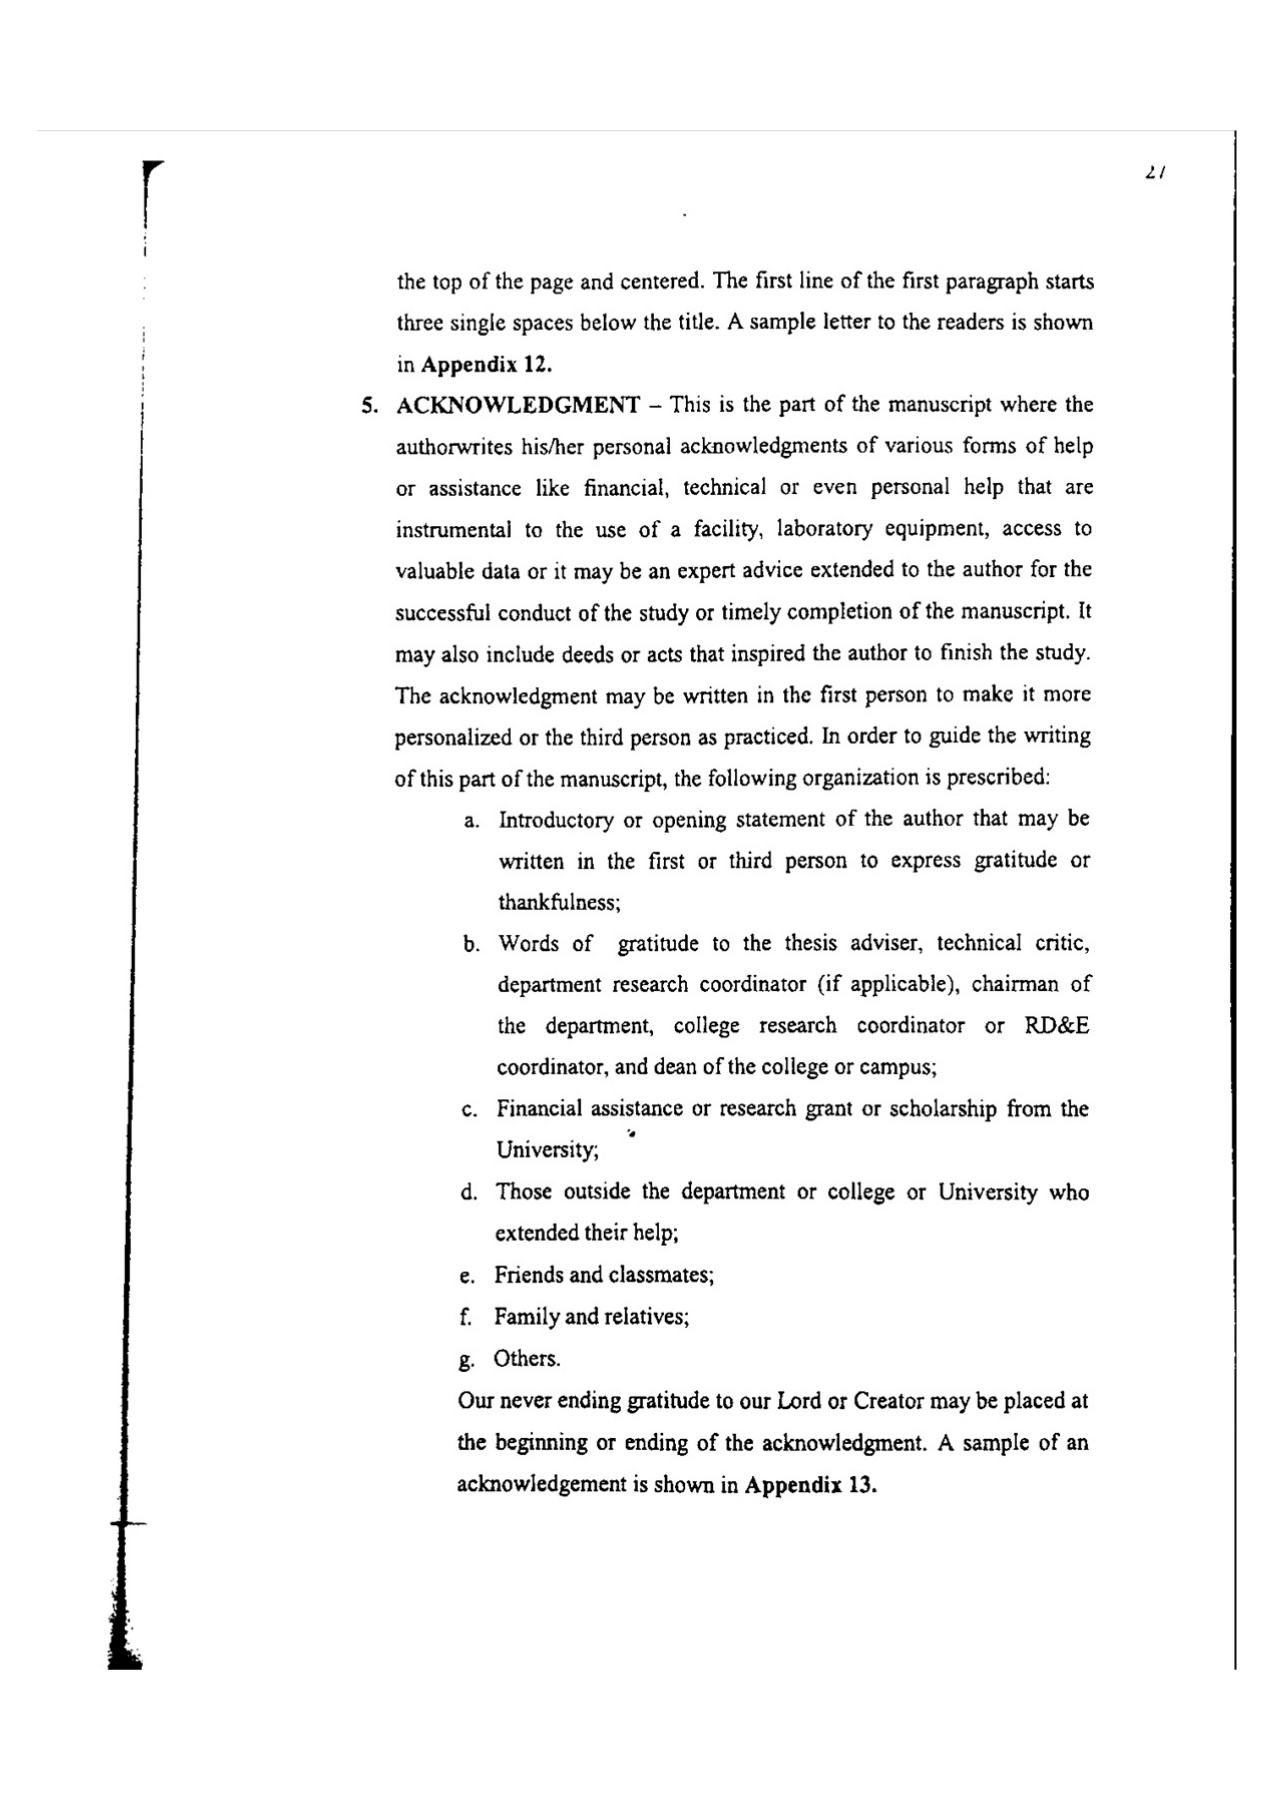 21
the top of the page and centered. The first line of the first paragraph starts
three single spaces below the title. A sample letter to the readers is shown
in Appendix 12.
5. ACKNOWLEDGMENT – This is the part of the manuscript where the
authorwrites his/her personal acknowledgments of various forms of help
or assistance like financial, technical or even personal help that are
instrumental to the use of a facility, laboratory equipment, access to
valuable data or it may be an expert advice extended to the author for the
successful conduct of the study or timely completion of the manuscript. It
may also include deeds or acts that inspired the author to finish the study.
The acknowledgment may be written in the first person to make it more
personalized or the third person as practiced. In order to guide the writing
of this part of the manuscript, the following organization is prescribed:
a. Introductory or opening statement of the author that may be
written in the first or third person to express gratitude or
thankfulness;
b. Words of gratitude to the thesis adviser, technical critic,
department research coordinator (if applicable), chairman of
the department, college research coordinator or RD&E
coordinator, and dean of the college or campus;
c. Financial assistance or research grant or scholarship from the
University;
d. Those outside the department or college or University who
extended their help;
e. Friends and classmates;
f. Family and relatives;
g. Others.
Our never ending gratitude to our Lord or Creator may be placed at
the beginning or ending of the acknowledgment. A sample of an
acknowledgement is shown in Appendix 13.